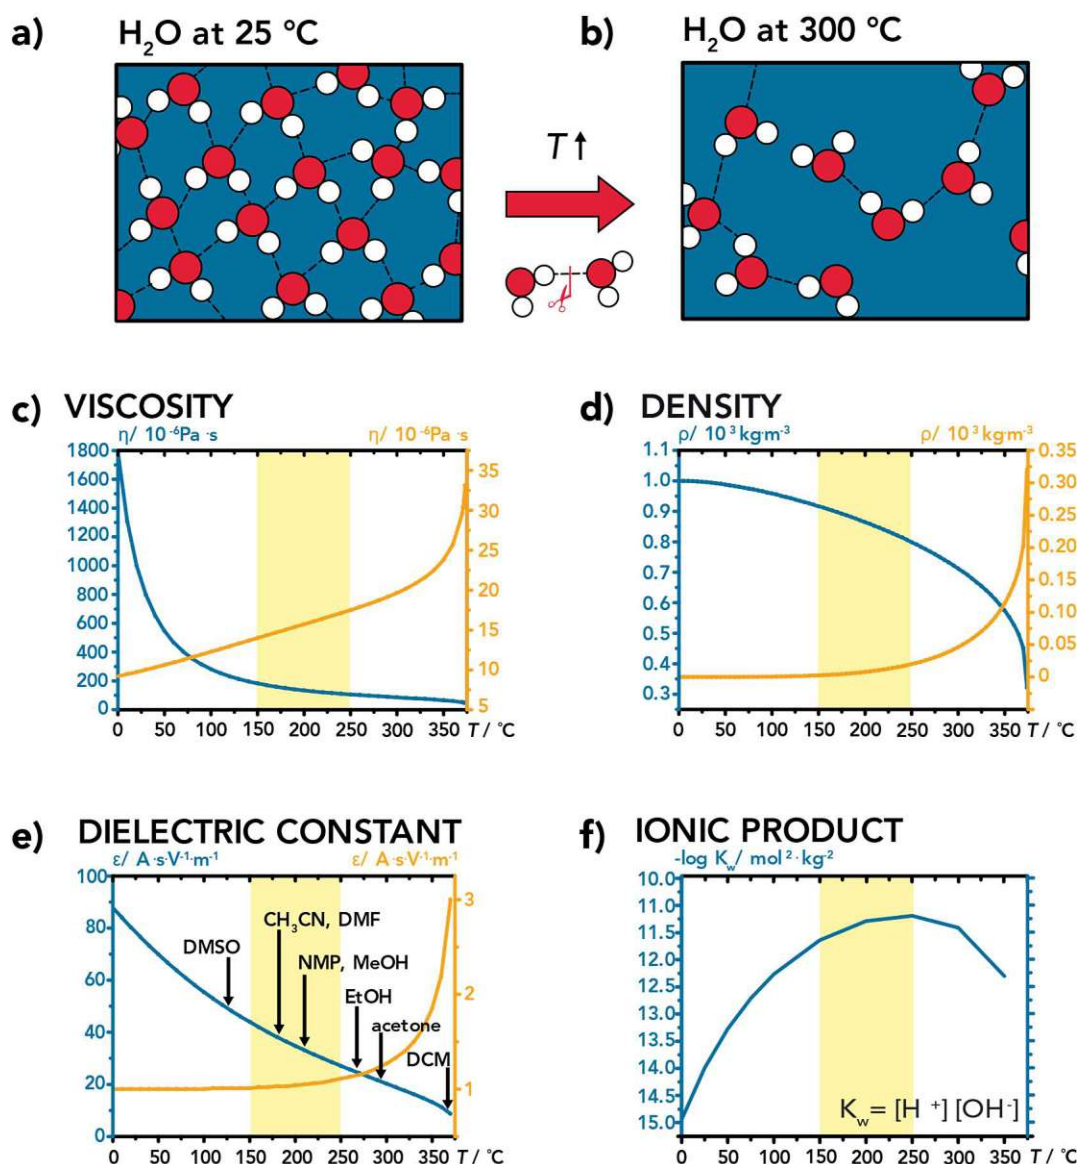 a) H₂O at 25 °C
b) H₂O at 300 °C
T ↑
c) VISCOSITY
η/ 10⁻⁶Pa ·s
η/ 10⁻⁶Pa ·s
1800
1600
1400
1200
1000
800
600
400
200
0
35
30
25
20
15
10
5
0 50 100 150 200 250 300 350 T / °C
d) DENSITY
ρ/ 10³ kg·m⁻³
ρ/ 10³ kg·m⁻³
1.1
1.0
0.9
0.8
0.7
0.6
0.5
0.4
0.3
0.35
0.30
0.25
0.20
0.15
0.10
0.05
0
0 50 100 150 200 250 300 350 T / °C
e) DIELECTRIC CONSTANT
ε/ A·s·V⁻¹·m⁻¹
ε/ A·s·V⁻¹·m⁻¹
100
80
60
40
20
0
3
2
1
DMSO
CH₃CN, DMF
NMP, MeOH
EtOH
acetone
DCM
0 50 100 150 200 250 300 350 T / °C
f) IONIC PRODUCT
-log K_w/ mol²·kg⁻²
10.0
11.0
11.5
12.0
12.5
13.0
13.5
14.0
14.5
15.0
K_w = [H⁺] [OH⁻]
0 50 100 150 200 250 300 350 T / °C